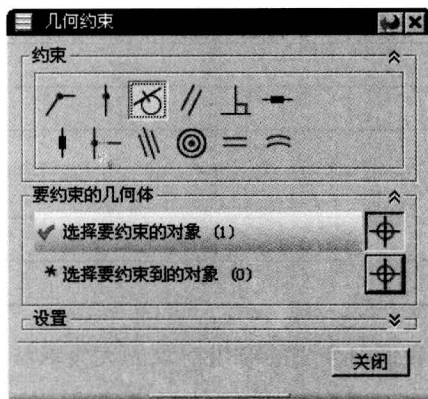 几何约束
约束
要约束的几何体
选择要约束的对象 (1)
* 选择要约束到的对象 (0)
设置
关闭